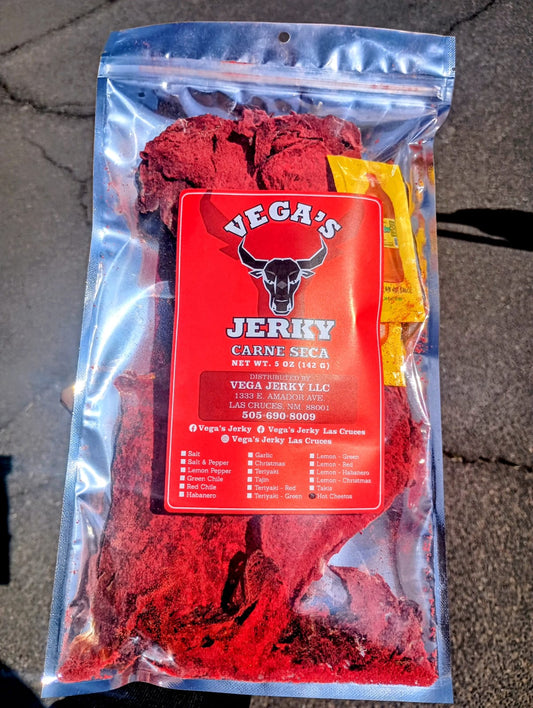 VEGA'S
JERKY
CARNE SECA
NET WT. 5 OZ (142 G)
DISTRIBUTED BY
VEGA JERKY LLC
1333 E. AMADOR AVE.
LAS CRUCES, NM. 88001
505-690-8009
Vega's Jerky Vega's Jerky Las Cruces
Vega's Jerky Las Cruces
Salt
Salt & Pepper
Lemon Pepper
Green Chile
Red Chile
Habanero
Garlic
Christmas
Teriyaki
Tajin
Teriyaki - Red
Teriyaki - Green
Lemon - Green
Lemon - Red
Lemon - Habanero
Lemon - Christmas
Takis
Hot Cheetos